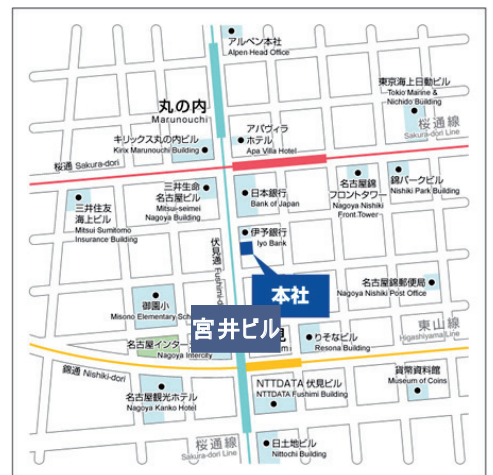 アルペン本社
Alpen Head Office
丸の内
Marunouchi
東京海上日動ビル
Tokio Marine &
Nichido Building
桜通線
Sakura-dori Line
キリックス丸の内ビル
Kirix Marunouchi Building
アパヴィラ
ホテル
Apa Villa Hotel
桜通 Sakura-dori
三井生命
名古屋ビル
Mitsui-seimei
Nagoya Building
日本銀行
Bank of Japan
名古屋錦
フロントタワー
Nagoya Nishiki
Front Tower
錦パークビル
Nishiki Park Building
三井住友
海上ビル
Mitsui Sumitomo
Insurance Building
伏見通
Fushimi-d
伊予銀行
Iyo Bank
本社
名古屋錦郵便局
Nagoya Nishiki Post Office
御園小
Misono Elementary Sch
宮井ビル
見
mi
東山線
Higashiyama Line
名古屋インター
Nagoya Intercity
りそなビル
Resona Building
錦通 Nishiki-dori
名古屋観光ホテル
Nagoya Kanko Hotel
NTTDATA 伏見ビル
NTTDATA Fushimi Building
貨幣資料館
Museum of Coins
桜通線
Sakura-dori Line
日土地ビル
Nittochi Building